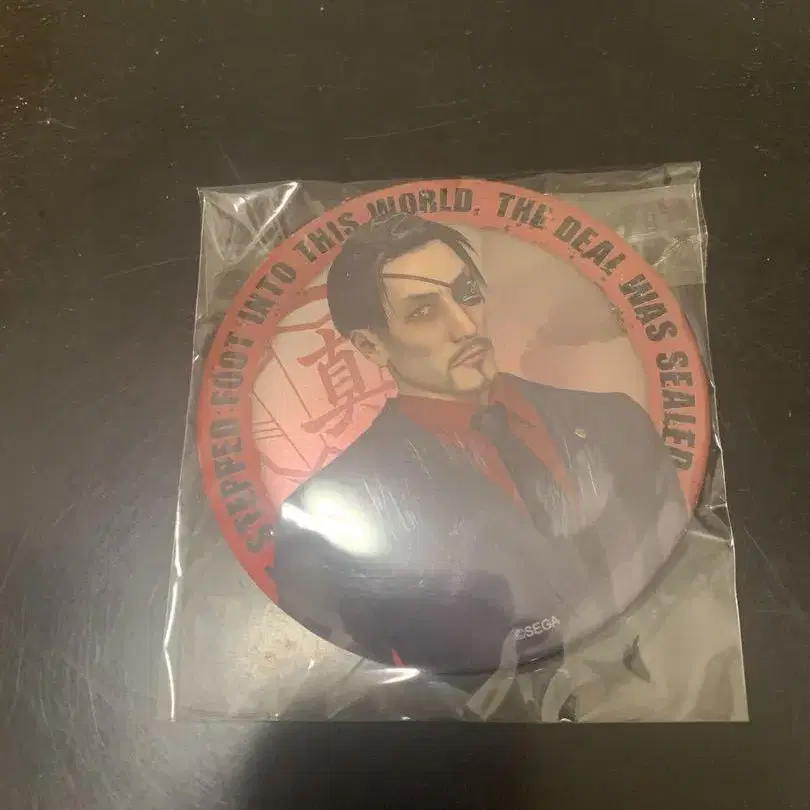 STEPPED FOOT INTO THIS WORLD, THE DEAL WAS SEALED
真
©SEGA